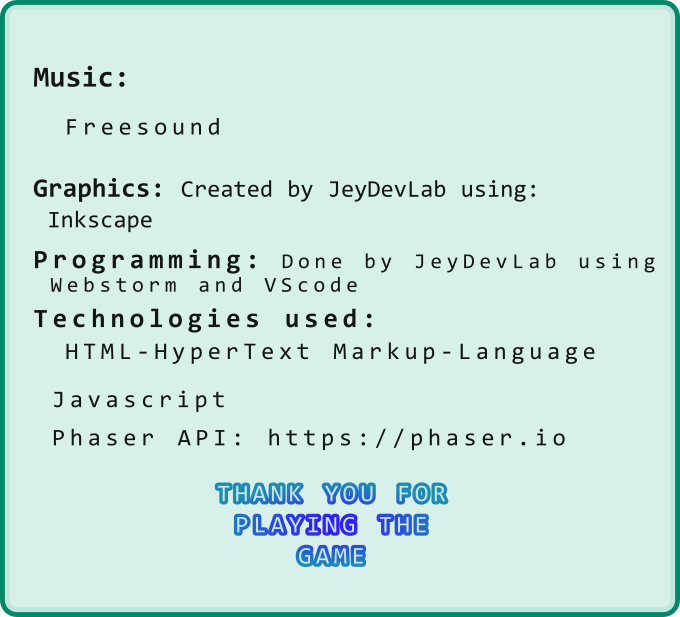 Music:
Freesound
Graphics: Created by JeyDevLab using:
Inkscape
Programming: Done by JeyDevLab using
Webstorm and VScode
Technologies used:
HTML-HyperText Markup-Language
Javascript
Phaser API: https://phaser.io
THANK YOU FOR
PLAYING THE
GAME